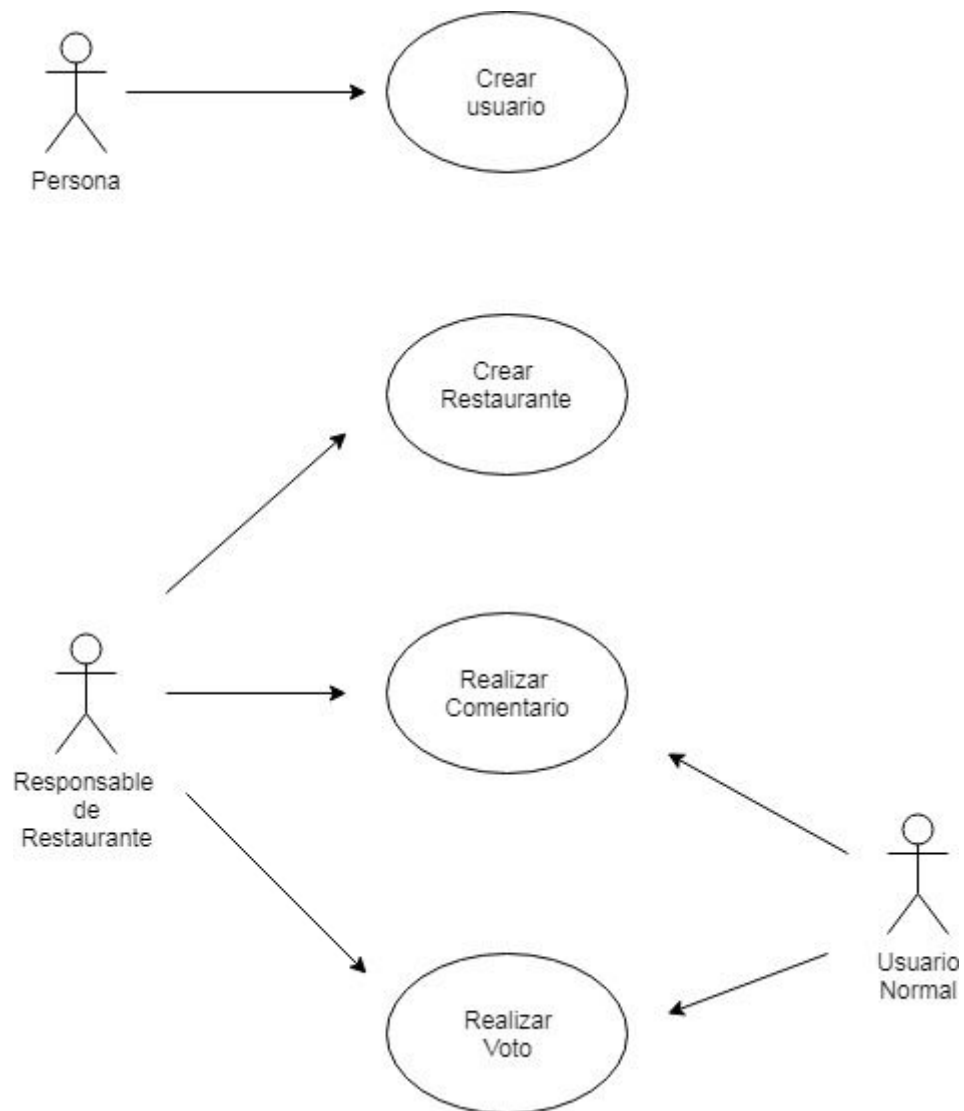 Crear
usuario
Persona
Crear
Restaurante
Realizar
Comentario
Responsable
de
Restaurante
Usuario
Normal
Realizar
Voto